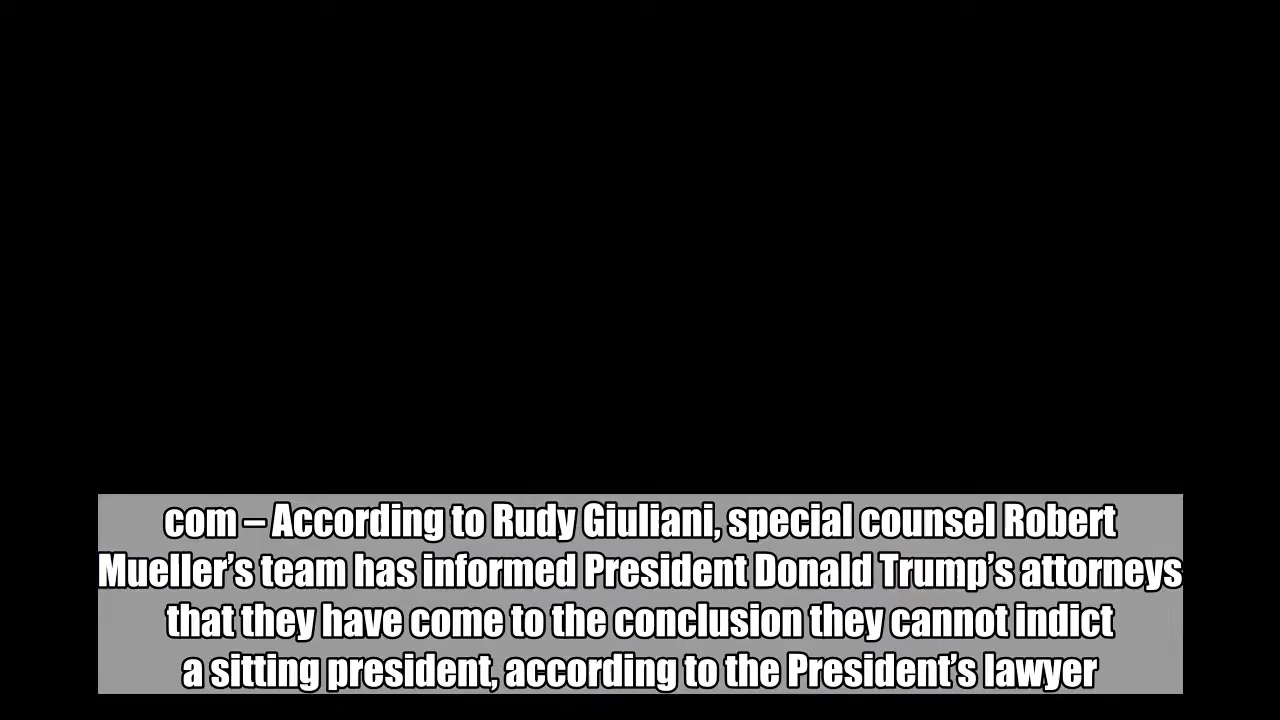 com – According to Rudy Giuliani, special counsel Robert
Mueller’s team has informed President Donald Trump’s attorneys
that they have come to the conclusion they cannot indict
a sitting president, according to the President’s lawyer